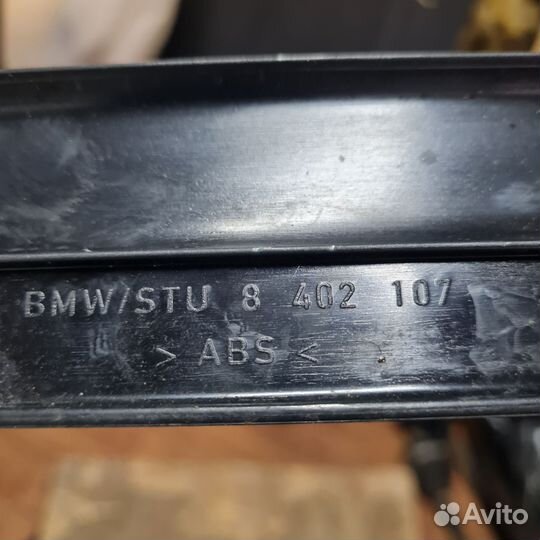 BMW/STU 8 402 107
> ABS <
Avito